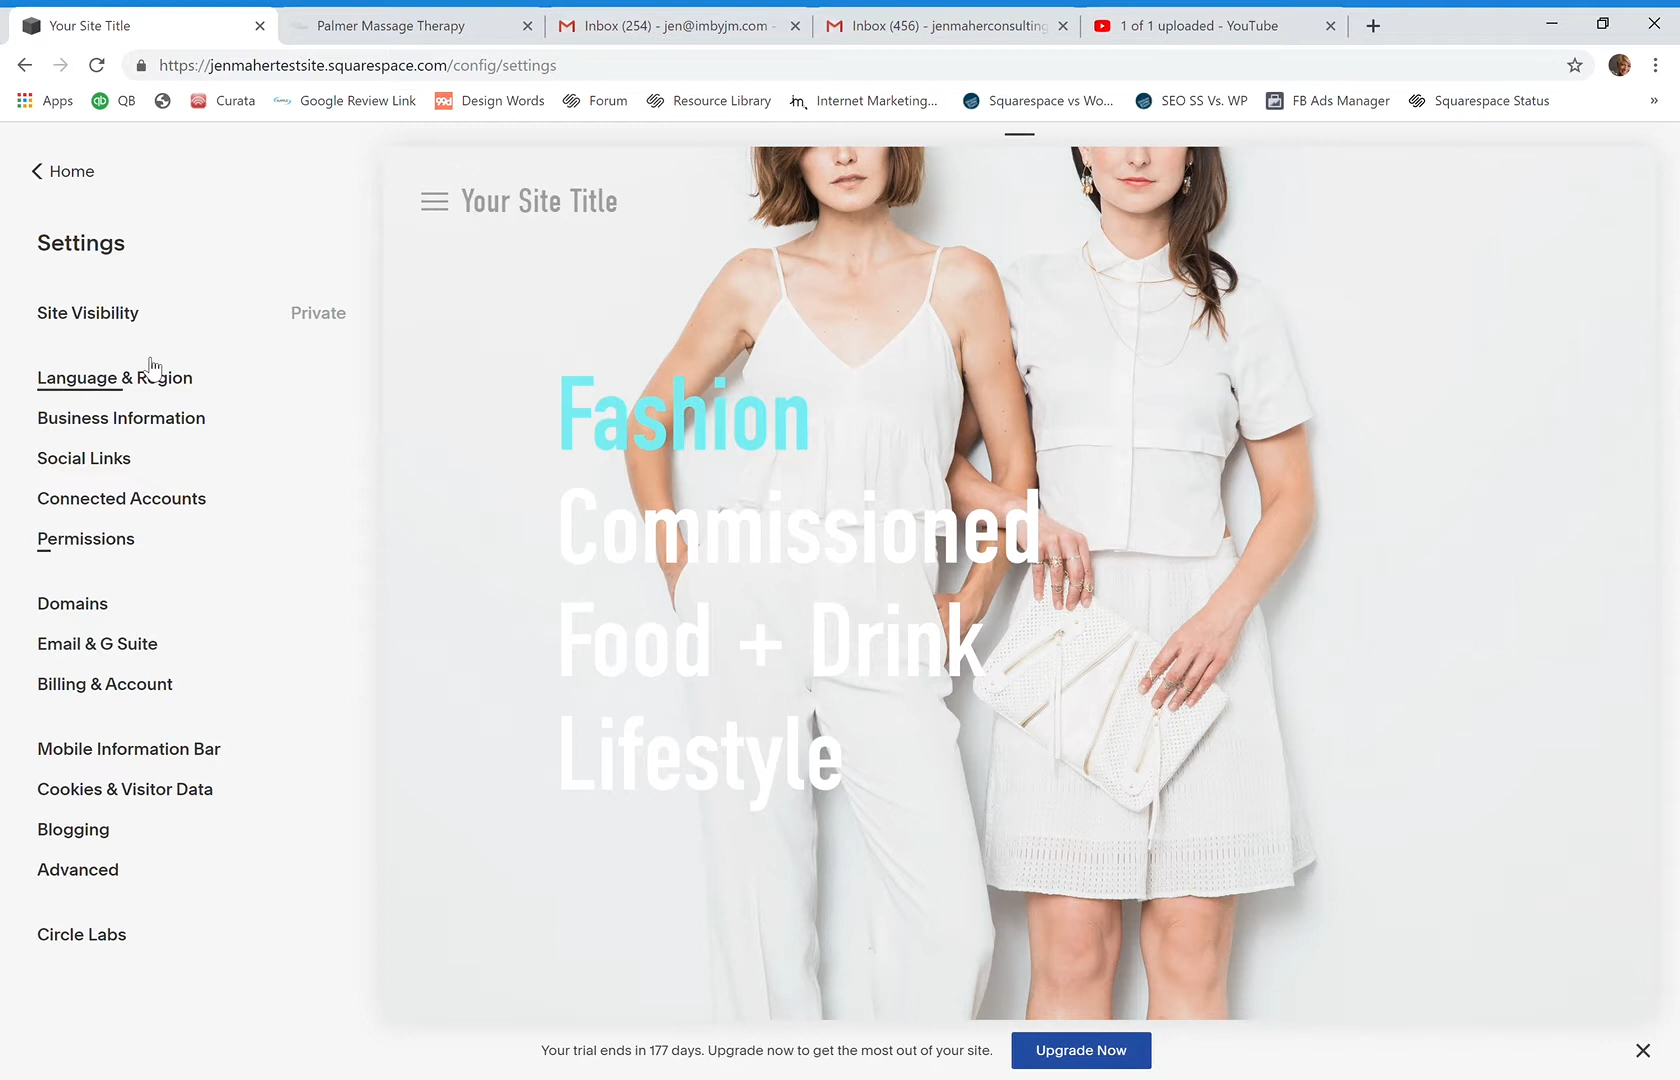 Your Site Title
Palmer Massage Therapy
Inbox (254) - jen@imbyjm.com -
Inbox (456) - jenmaherconsulting
1 of 1 uploaded - YouTube
https://jenmahertestsite.squarespace.com/config/settings
Apps
QB
Curata
Google Review Link
99d
Design Words
Forum
Resource Library
m,
Internet Marketing...
Squarespace vs Wo...
SEO SS Vs. WP
FB Ads Manager
Squarespace Status
»
Home
Settings
Site Visibility Private
Language & Region
Business Information
Social Links
Connected Accounts
Permissions
Domains
Email & G Suite
Billing & Account
Mobile Information Bar
Cookies & Visitor Data
Blogging
Advanced
Circle Labs
Your Site Title
Fashion
Commissioned
Food + Drink
Lifestyle
Your trial ends in 177 days. Upgrade now to get the most out of your site.
Upgrade Now